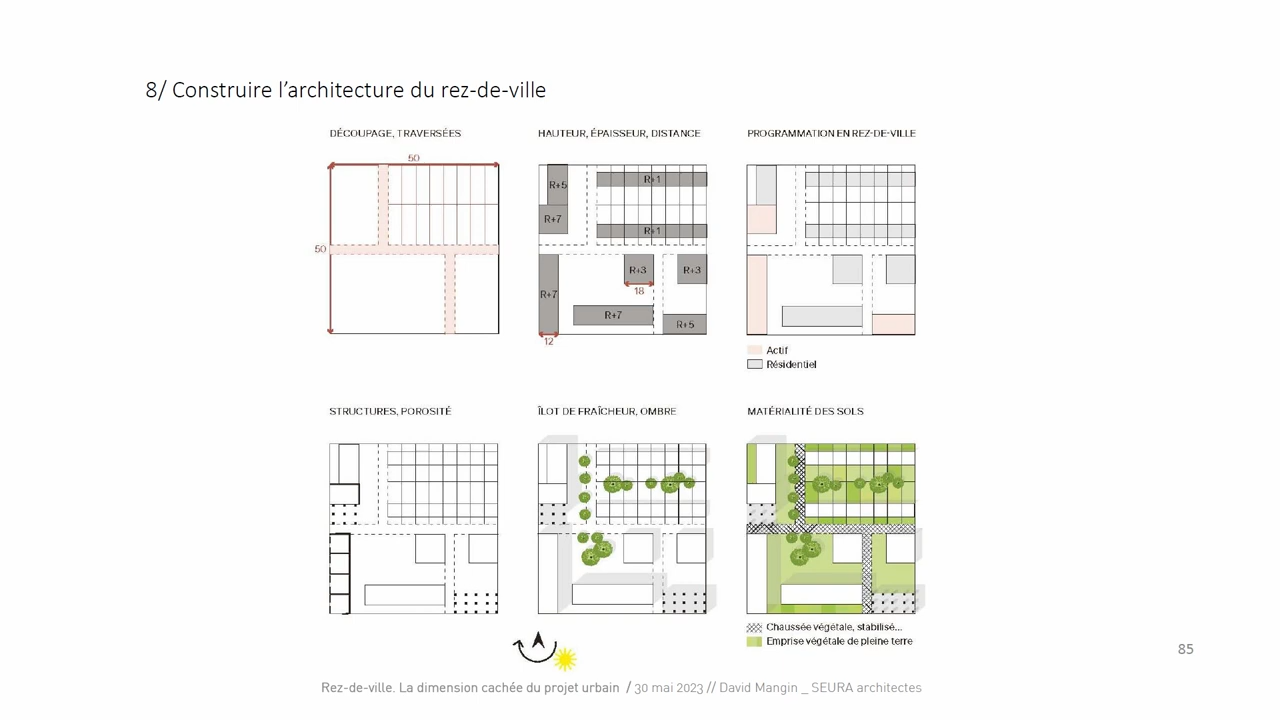 8/ Construire l’architecture du rez-de-ville
DÉCOUPAGE, TRAVERSÉES
50
50
HAUTEUR, ÉPAISSEUR, DISTANCE
R+5
R+1
R+7
R+1
R+3
R+3
18
R+7
R+7
R+5
12
PROGRAMMATION EN REZ-DE-VILLE
Actif
Résidentiel
STRUCTURES, POROSITÉ
ÎLOT DE FRAÎCHEUR, OMBRE
MATÉRIALITÉ DES SOLS
Chaussée végétale, stabilisé...
Emprise végétale de pleine terre
85
Rez-de-ville. La dimension cachée du projet urbain / 30 mai 2023 // David Mangin _ SEURA architectes